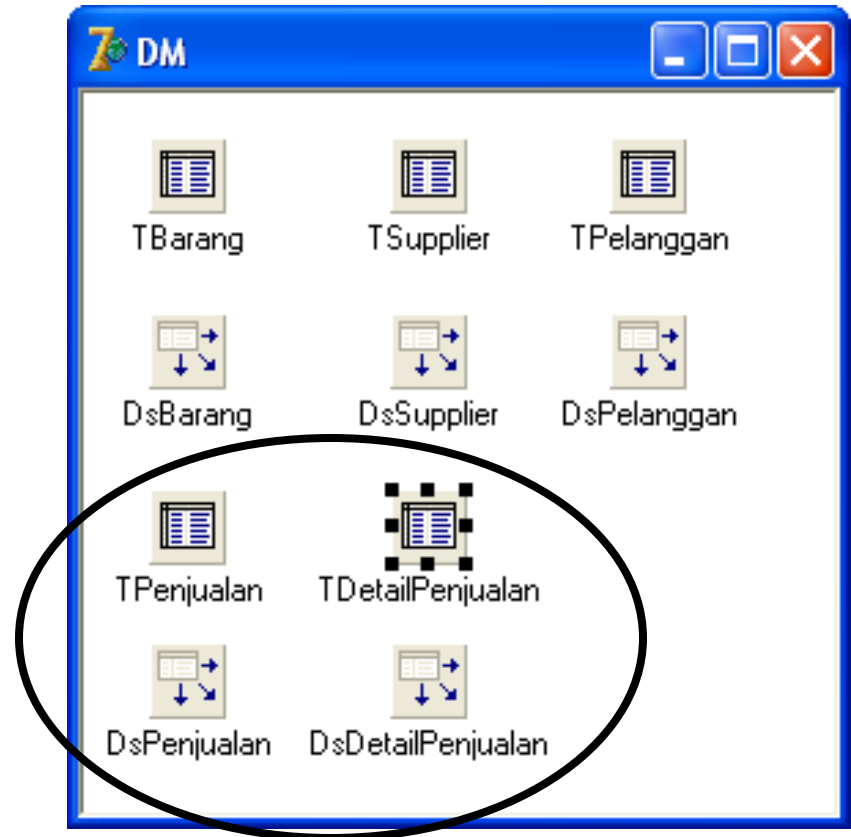 DM
TBarang TSupplier TPelanggan
DsBarang DsSupplier DsPelanggan
TPenjualan TDetailPenjualan
DsPenjualan DsDetailPenjualan